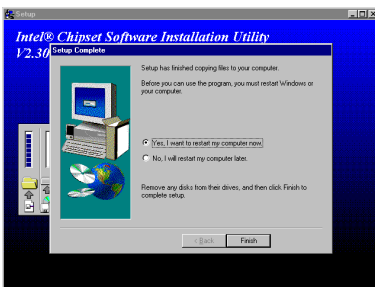 Setup
Intel® Chipset Software Installation Utility
V2.30
Setup Complete
Setup has finished copying files to your computer.
Before you can use the program, you must restart Windows or
your computer.
Yes, I want to restart my computer now.
No, I will restart my computer later.
Remove any disks from their drives, and then click Finish to
complete setup.
< Back
Finish